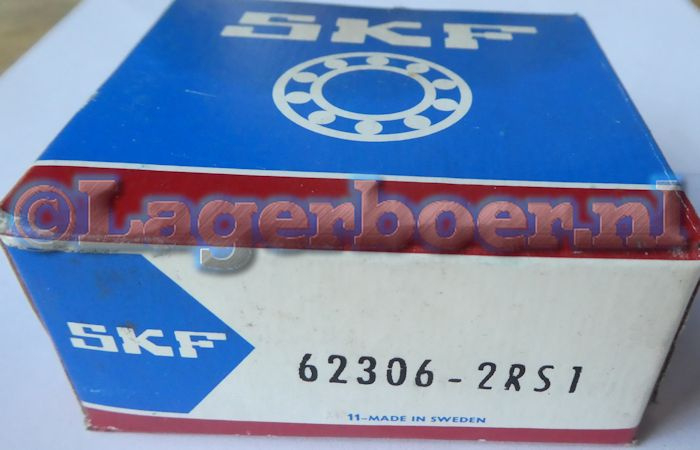 SKF
©Lagerboer.nl
SKF
62306-2RS1
11-MADE IN SWEDEN